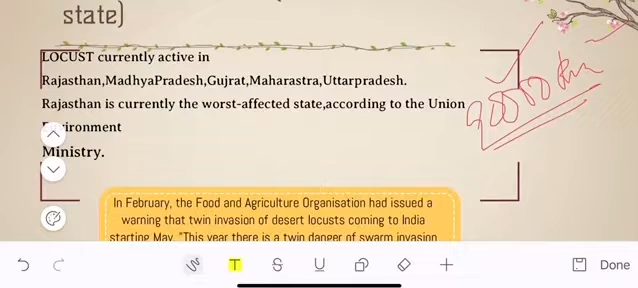 state)
LOCUST currently active in
Rajasthan,MadhyaPradesh,Gujrat,Maharastra,Uttarpradesh.
Rajasthan is currently the worst-affected state,according to the Union
Ministry.
In February, the Food and Agriculture Organisation had issued a
warning that twin invasion of desert locusts coming to India
starting May. "This year there is a twin danger of swarm invasion
T S U Done